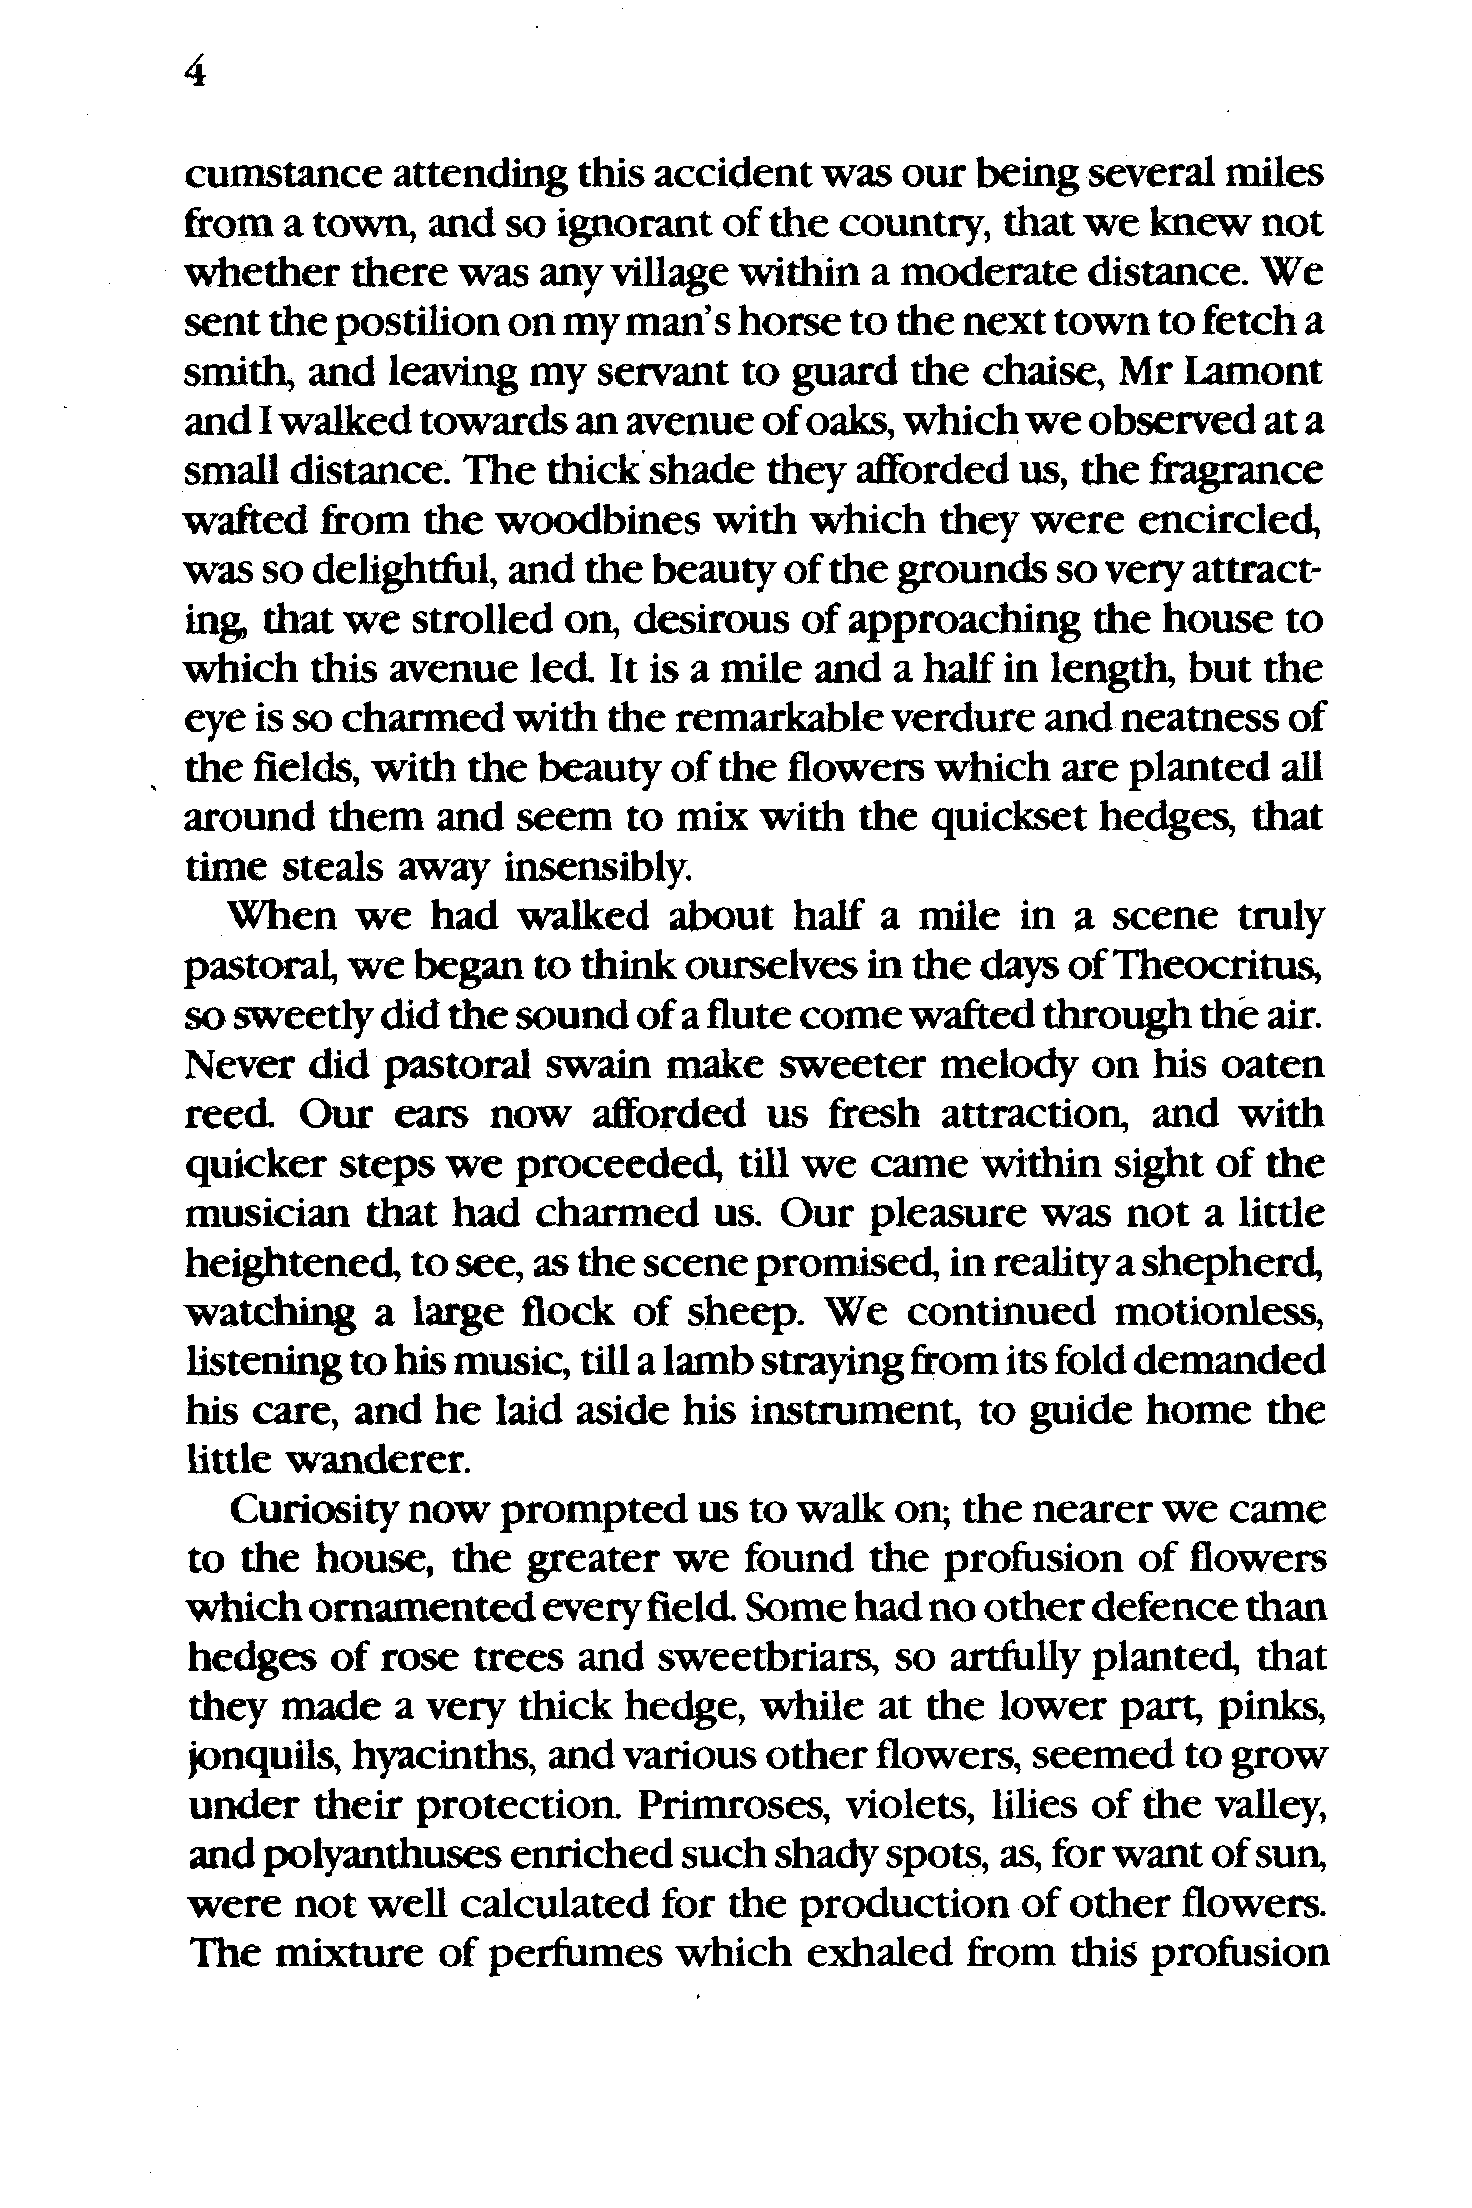 4
cumstance attending this accident was our being several miles
from a town, and so ignorant of the country, that we knew not
whether there was any village within a moderate distance. We
sent the postilion on my man's horse to the next town to fetch a
smith, and leaving my servant to guard the chaise, Mr Lamont
and I walked towards an avenue of oaks, which we observed at a
small distance. The thick shade they afforded us, the fragrance
wafted from the woodbines with which they were encircled,
was so delightful, and the beauty of the grounds so very attract-
ing, that we strolled on, desirous of approaching the house to
which this avenue led. It is a mile and a half in length, but the
eye is so charmed with the remarkable verdure and neatness of
the fields, with the beauty of the flowers which are planted all
around them and seem to mix with the quickset hedges, that
time steals away insensibly.
When we had walked about half a mile in a scene truly
pastoral, we began to think ourselves in the days of Theocritus,
so sweetly did the sound of a flute come wafted through the air.
Never did pastoral swain make sweeter melody on his oaten
reed. Our ears now afforded us fresh attraction, and with
quicker steps we proceeded, till we came within sight of the
musician that had charmed us. Our pleasure was not a little
heightened, to see, as the scene promised, in reality a shepherd,
watching a large flock of sheep. We continued motionless,
listening to his music, till a lamb straying from its fold demanded
his care, and he laid aside his instrument, to guide home the
little wanderer.
Curiosity now prompted us to walk on; the nearer we came
to the house, the greater we found the profusion of flowers
which ornamented every field. Some had no other defence than
hedges of rose trees and sweetbriars, so artfully planted, that
they made a very thick hedge, while at the lower part, pinks,
jonquils, hyacinths, and various other flowers, seemed to grow
under their protection. Primroses, violets, lilies of the valley,
and polyanthuses enriched such shady spots, as, for want of sun,
were not well calculated for the production of other flowers.
The mixture of perfumes which exhaled from this profusion